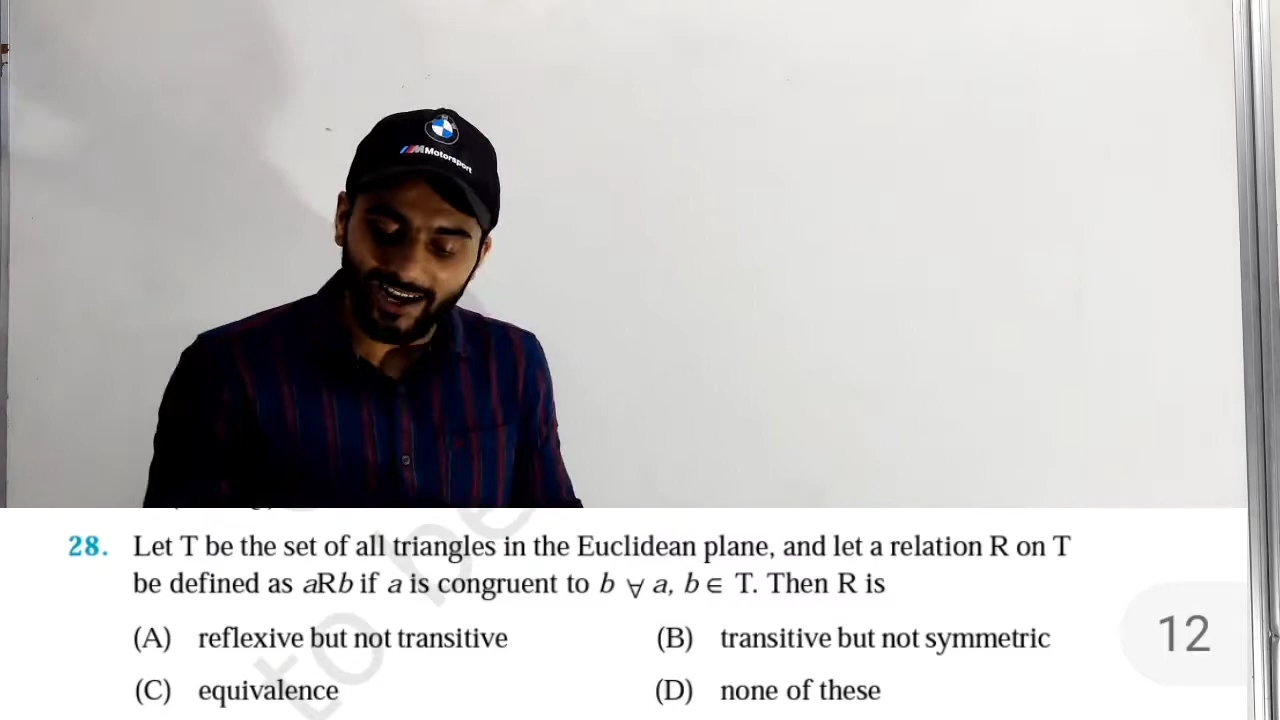 BMW
M Motorsport
28. Let T be the set of all triangles in the Euclidean plane, and let a relation R on T
be defined as aRb if a is congruent to b ∀ a, b ∈ T. Then R is
(A) reflexive but not transitive
(B) transitive but not symmetric
12
(C) equivalence
(D) none of these
to be